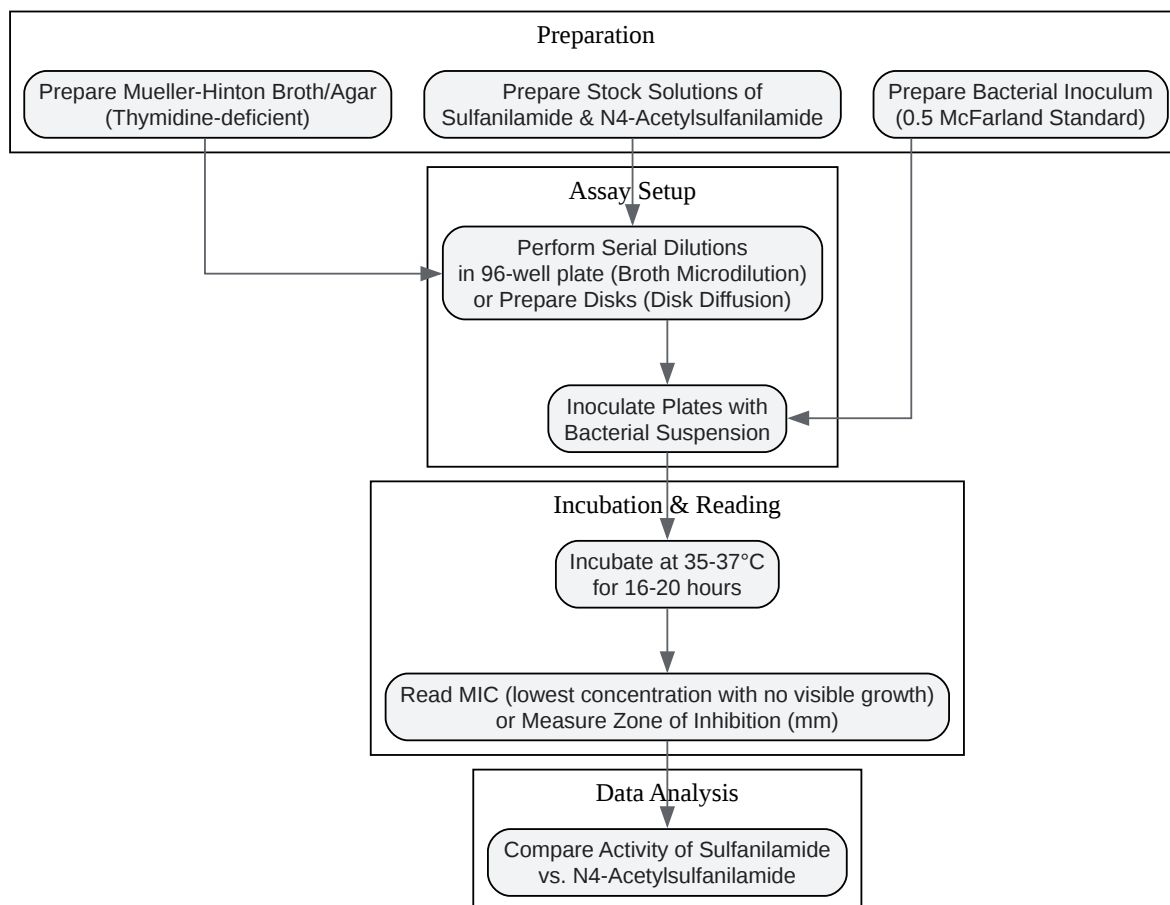 Preparation
Prepare Mueller-Hinton Broth/Agar
(Thymidine-deficient)
Prepare Stock Solutions of
Sulfanilamide & N4-Acetylsulfanilamide
Prepare Bacterial Inoculum
(0.5 McFarland Standard)
Assay Setup
Perform Serial Dilutions
in 96-well plate (Broth Microdilution)
or Prepare Disks (Disk Diffusion)
Inoculate Plates with
Bacterial Suspension
Incubation & Reading
Incubate at 35-37°C
for 16-20 hours
Read MIC (lowest concentration with no visible growth)
or Measure Zone of Inhibition (mm)
Data Analysis
Compare Activity of Sulfanilamide
vs. N4-Acetylsulfanilamide